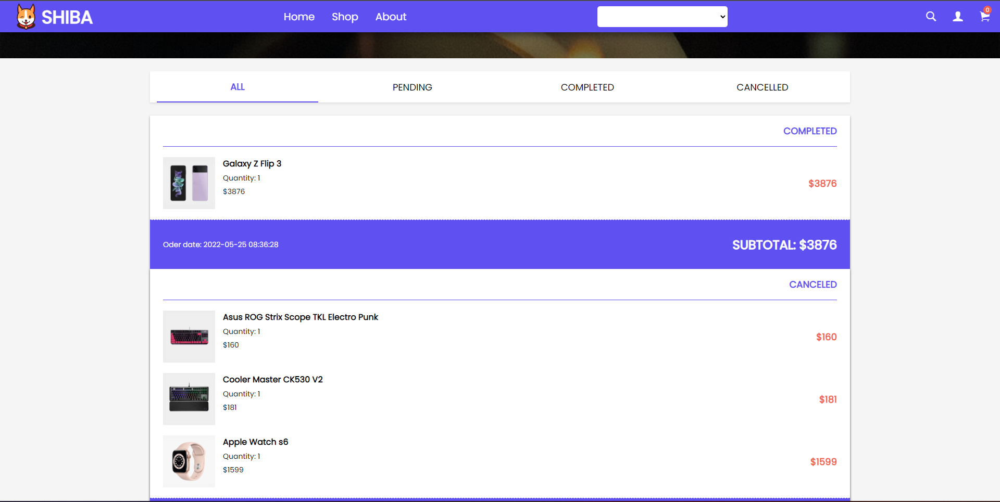 SHIBA
Home Shop About
0
ALL PENDING COMPLETED CANCELLED
COMPLETED
Galaxy Z Flip 3
Quantity: 1
$3876
$3876
Oder date: 2022-05-25 08:36:28
SUBTOTAL: $3876
CANCELED
Asus ROG Strix Scope TKL Electro Punk
Quantity: 1
$160
$160
Cooler Master CK530 V2
Quantity: 1
$181
$181
Apple Watch s6
Quantity: 1
$1599
$1599